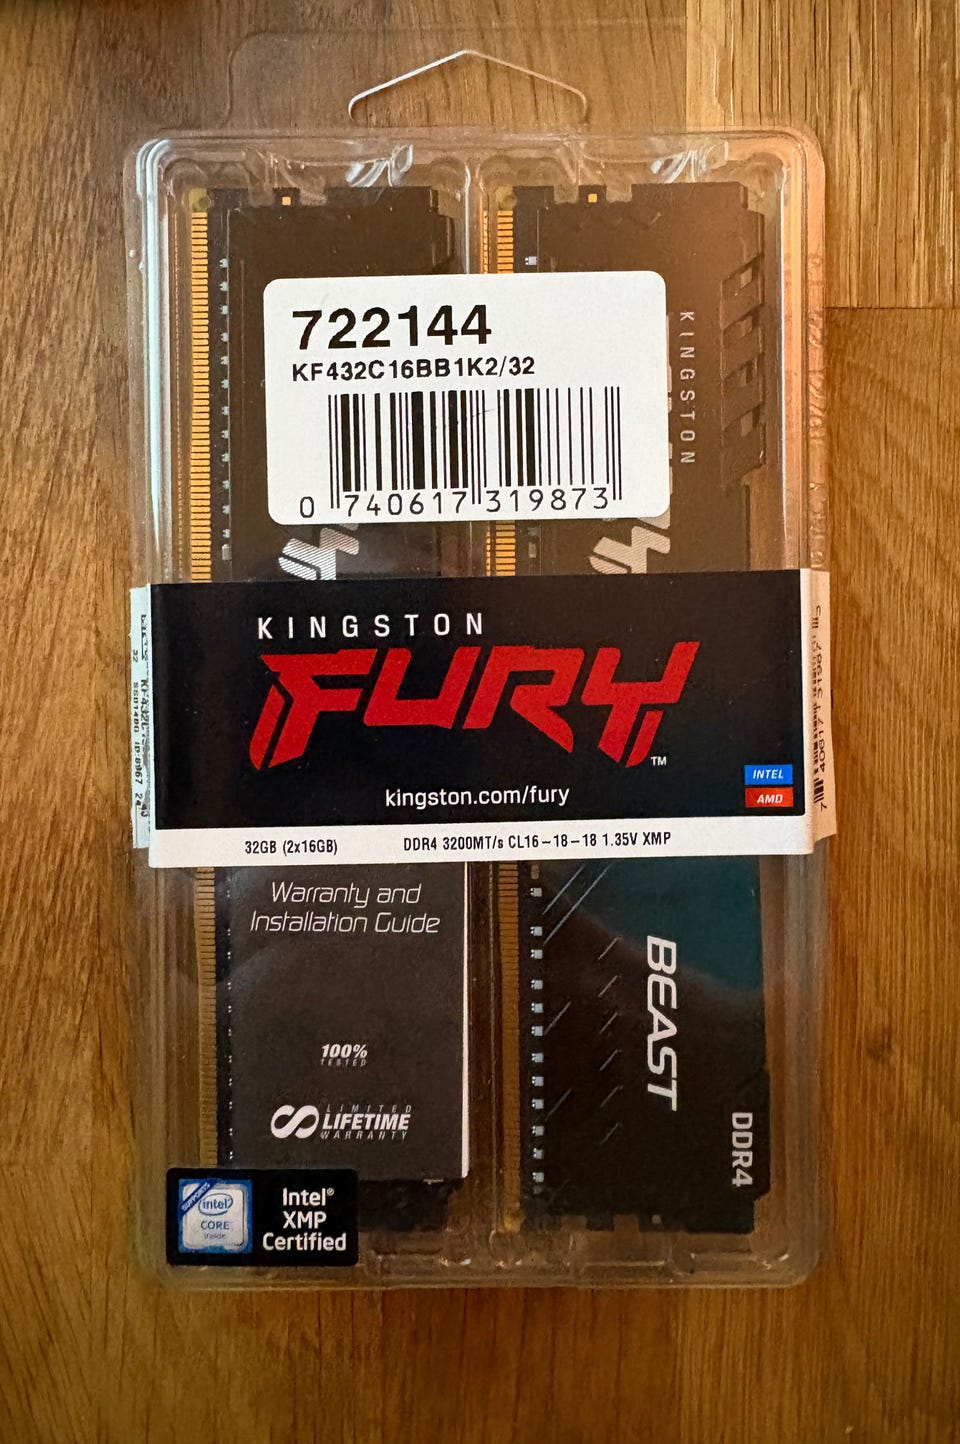 722144
KF432C16BB1K2/32
0 740617 319873
KINGSTON
KINGSTON
FURY™
kingston.com/fury
INTEL
AMD
32GB (2x16GB) DDR4 3200MT/s CL16-18-18 1.35V XMP
Warranty and
Installation Guide
100%
TESTED
LIMITED
LIFETIME
WARRANTY
BEAST
DDR4
intel
CORE
inside
Intel®
XMP
Certified